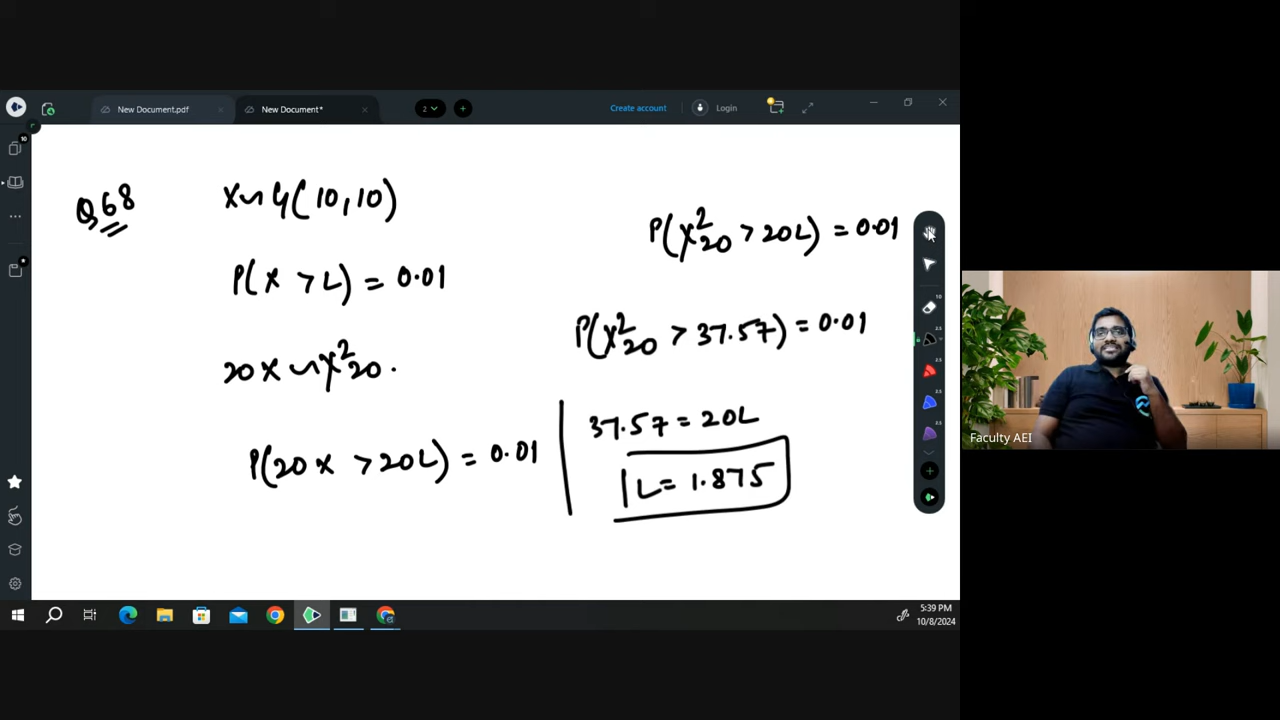 New Document.pdf
New Document*
2
Create account
Login
Q68
X~G(10,10)
P(X > L) = 0.01
20X ~ χ²20.
P(20X > 20L) = 0.01
P(χ²20 > 20L) = 0.01
P(χ²20 > 37.57) = 0.01
37.57 = 20L
L = 1.875
Faculty AEI
5:39 PM
10/8/2024